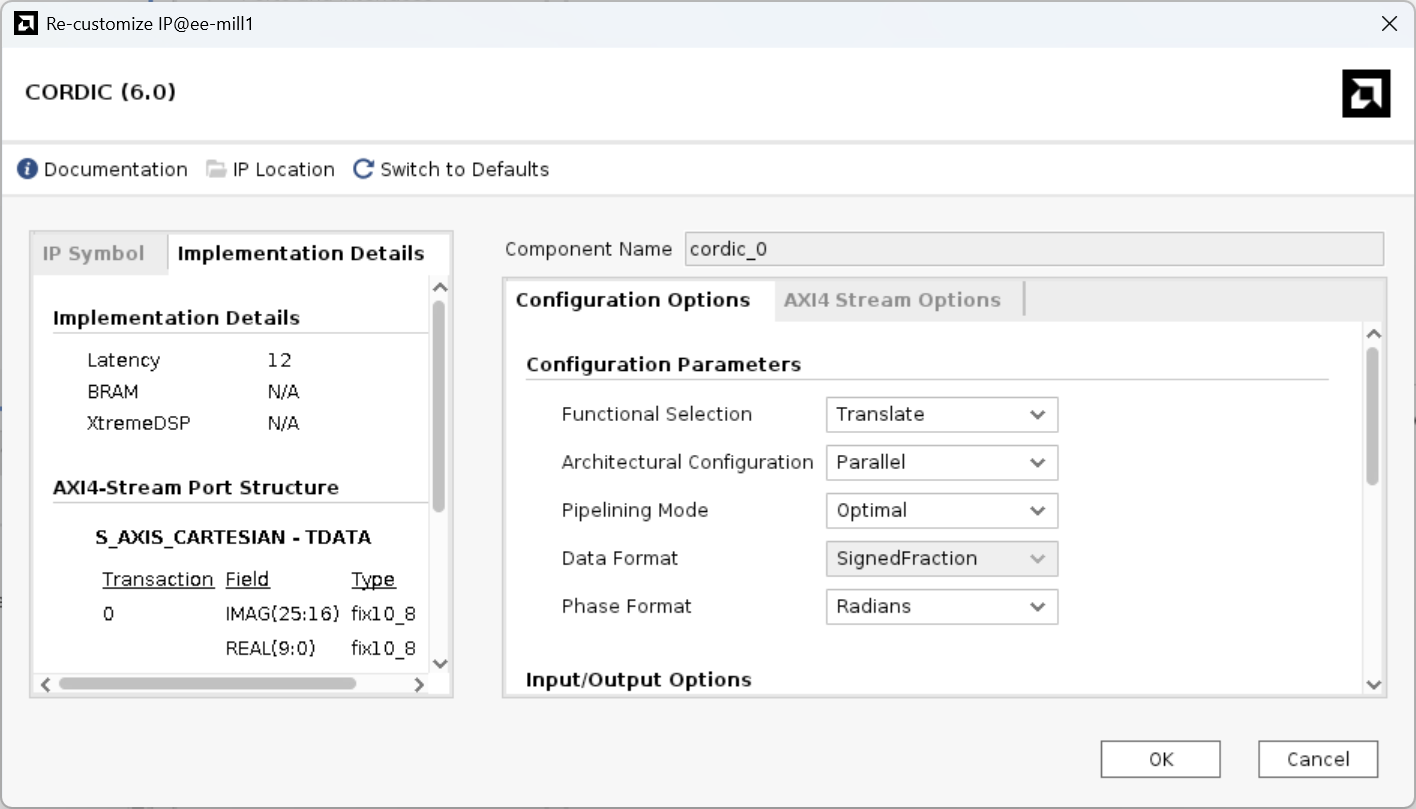 Re-customize IP@ee-mill1
CORDIC (6.0)
Documentation IP Location Switch to Defaults
IP Symbol Implementation Details
Implementation Details
Latency 12
BRAM N/A
XtremeDSP N/A
AXI4-Stream Port Structure
S_AXIS_CARTESIAN - TDATA
Transaction Field Type
0 IMAG(25:16) fix10_8
REAL(9:0) fix10_8
Component Name cordic_0
Configuration Options AXI4 Stream Options
Configuration Parameters
Functional Selection Translate
Architectural Configuration Parallel
Pipelining Mode Optimal
Data Format SignedFraction
Phase Format Radians
Input/Output Options
OK Cancel